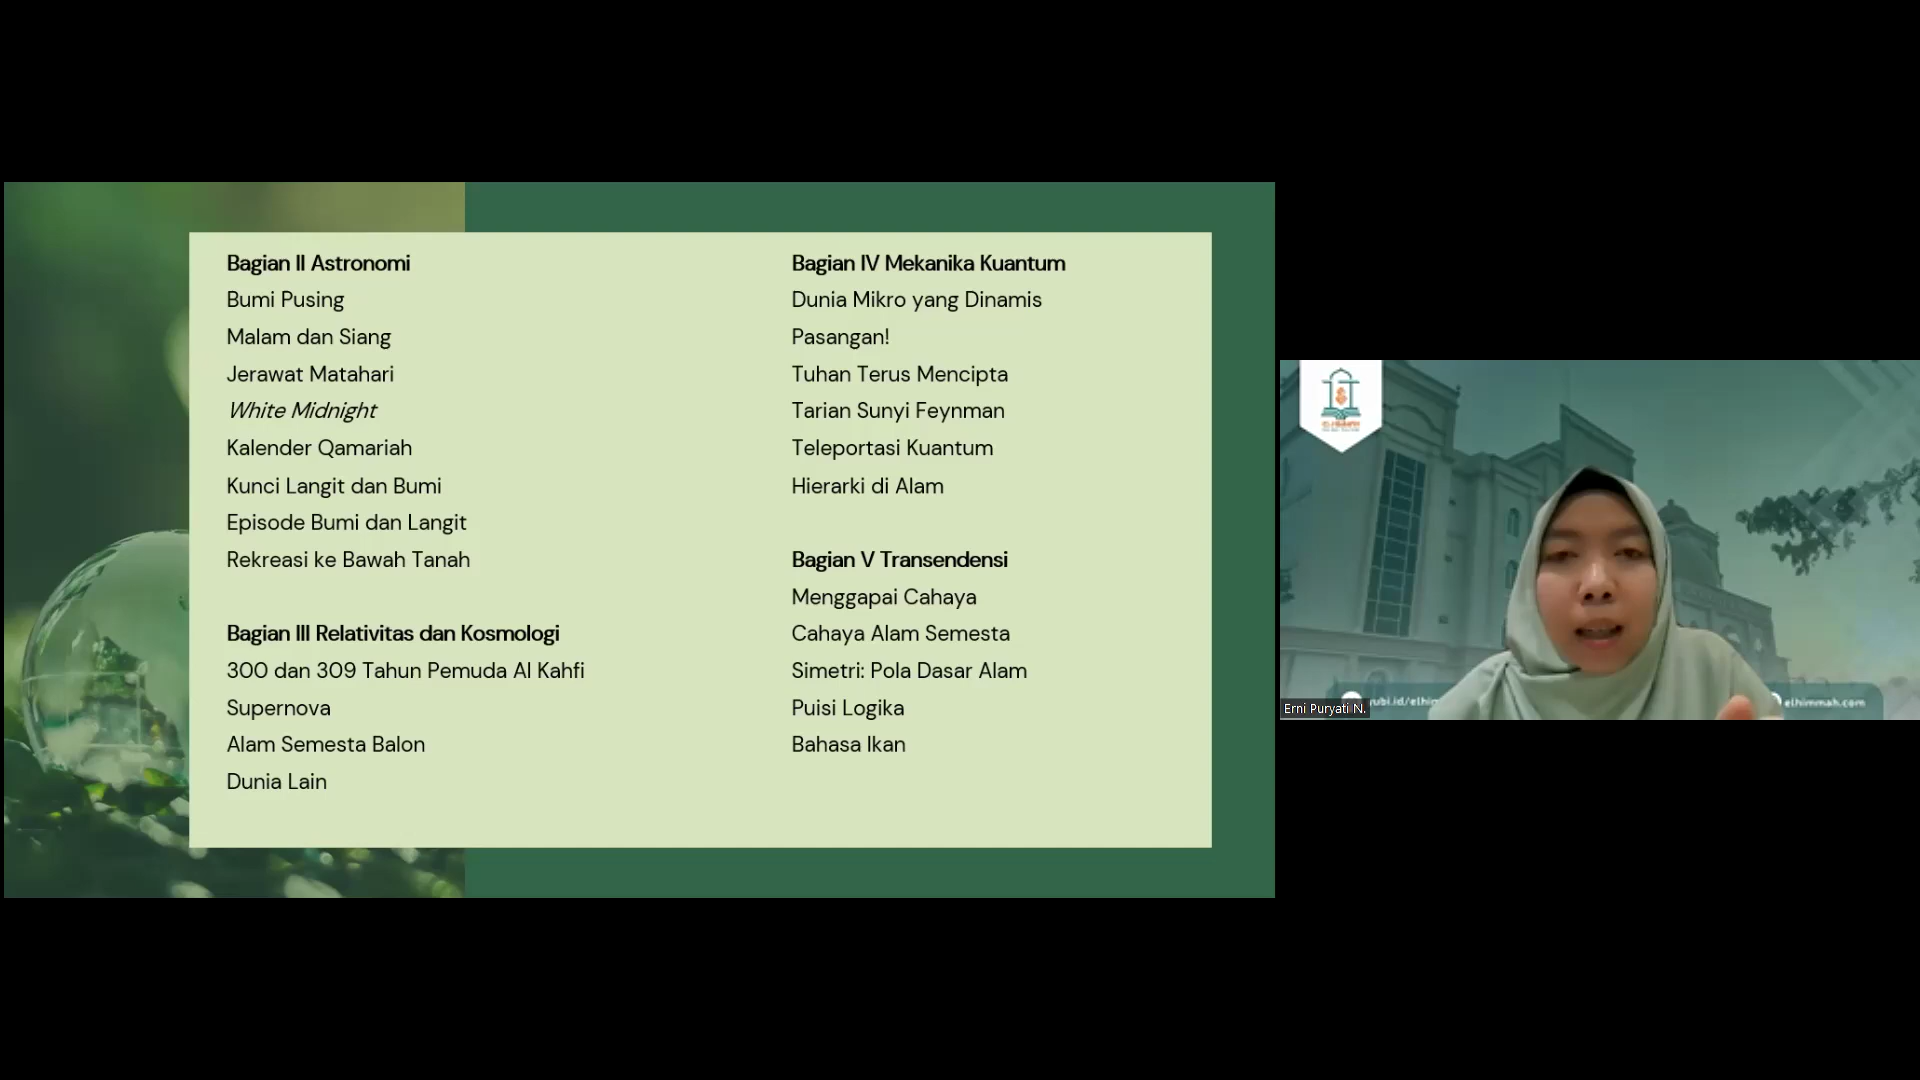 Bagian II Astronomi
Bumi Pusing
Malam dan Siang
Jerawat Matahari
White Midnight
Kalender Qamariah
Kunci Langit dan Bumi
Episode Bumi dan Langit
Rekreasi ke Bawah Tanah
Bagian III Relativitas dan Kosmologi
300 dan 309 Tahun Pemuda Al Kahfi
Supernova
Alam Semesta Balon
Dunia Lain
Bagian IV Mekanika Kuantum
Dunia Mikro yang Dinamis
Pasangan!
Tuhan Terus Mencipta
Tarian Sunyi Feynman
Teleportasi Kuantum
Hierarki di Alam
Bagian V Transendensi
Menggapai Cahaya
Cahaya Alam Semesta
Simetri: Pola Dasar Alam
Puisi Logika
Bahasa Ikan
elhimmah.com
Erni Puryati N.